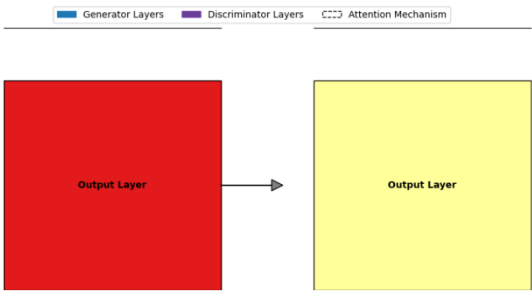 Generator Layers Discriminator Layers Attention Mechanism
Output Layer Output Layer